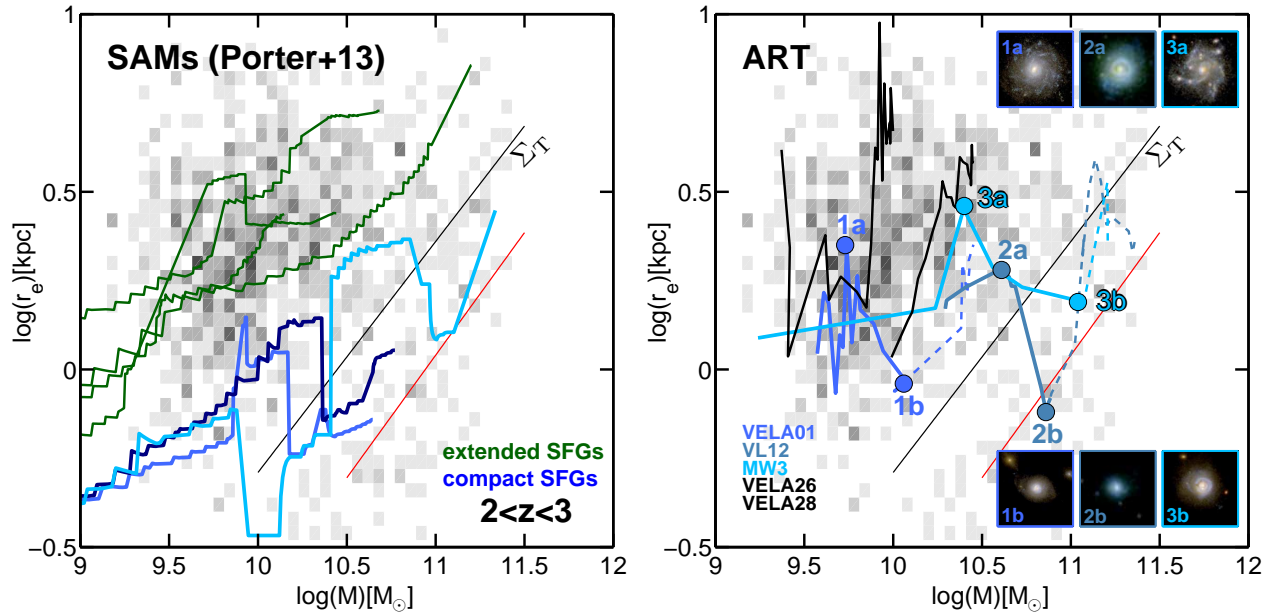 SAMs (Porter+13)
Σ_T
extended SFGs
compact SFGs
2<z<3
1
0.5
0
−0.5
9
9.5
10
10.5
11
11.5
12
log(r_e)[kpc]
log(M)[M_⊙]
ART
1a
2a
3a
Σ_T
1a
3a
2a
3b
1b
2b
VELA01
VL12
MW3
VELA26
VELA28
1b
2b
3b
1
0.5
0
−0.5
9
9.5
10
10.5
11
11.5
12
log(r_e)[kpc]
log(M)[M_⊙]